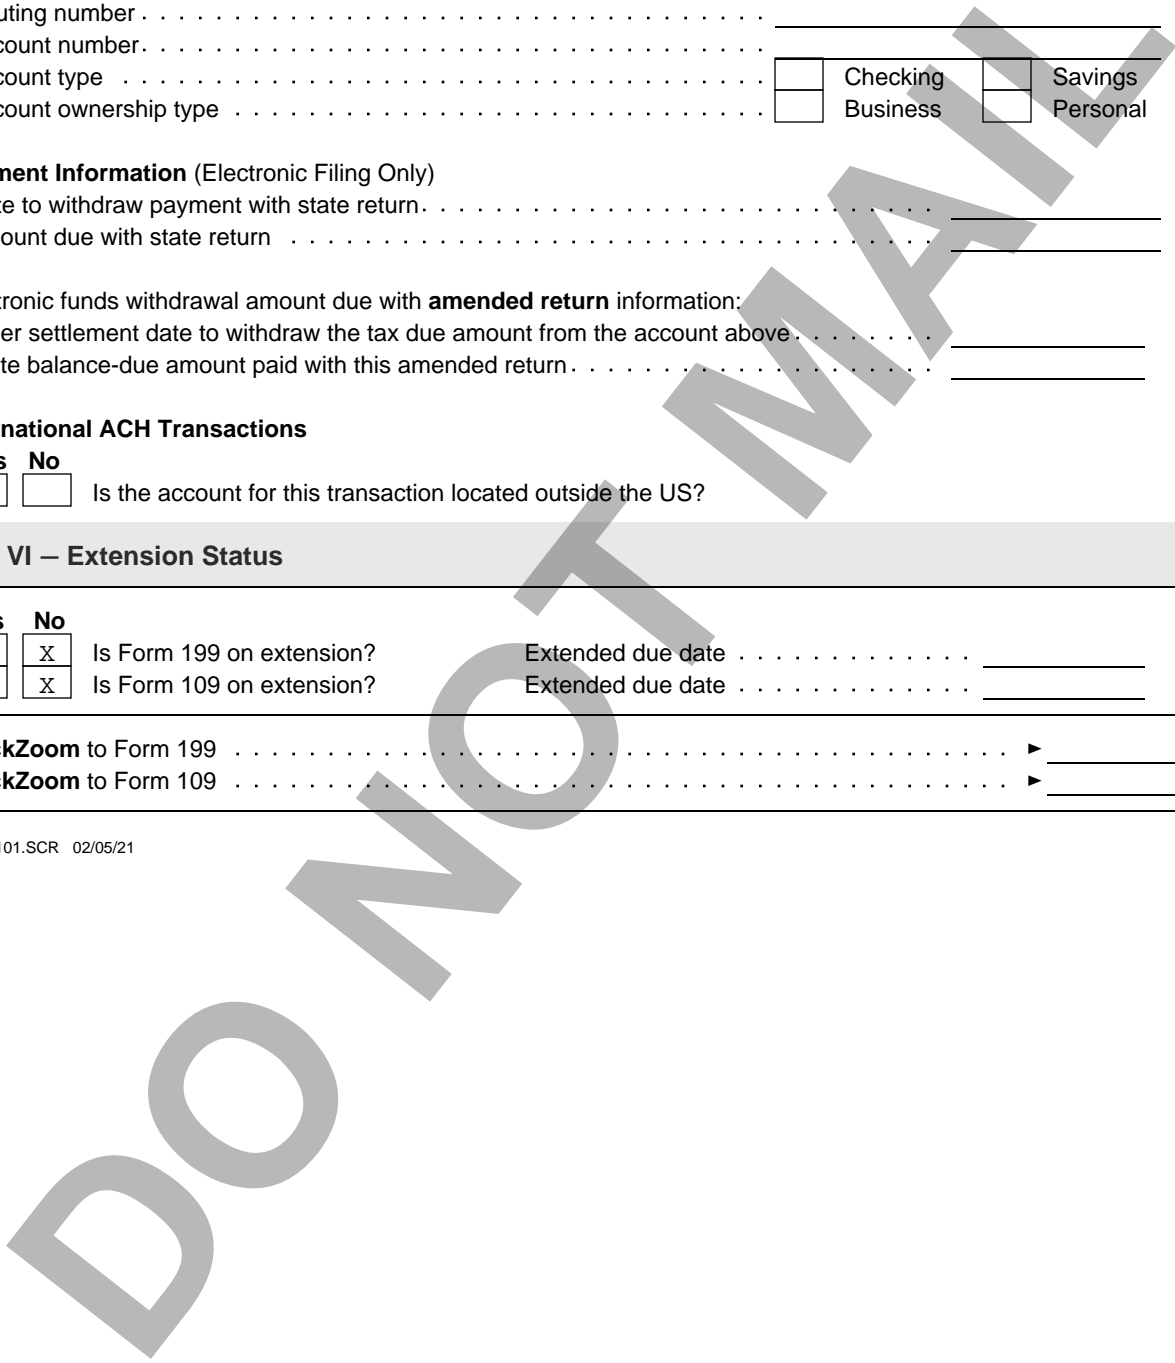 uting number . . . . . . . . . . . . . . . . . . . . . . . . . . . . . . . . . .
count number. . . . . . . . . . . . . . . . . . . . . . . . . . . . . . . . . .
count type . . . . . . . . . . . . . . . . . . . . . . . . . . . . . . . . . . . Checking Savings
count ownership type . . . . . . . . . . . . . . . . . . . . . . . . . . . . . Business Personal
ment Information (Electronic Filing Only)
te to withdraw payment with state return. . . . . . . . . . . . . . . . . . . . . . . . . . . .
ount due with state return . . . . . . . . . . . . . . . . . . . . . . . . . . . . . . . . . . .
tronic funds withdrawal amount due with amended return information:
er settlement date to withdraw the tax due amount from the account above . . . . . . . .
te balance-due amount paid with this amended return . . . . . . . . . . . . . . . . . . . .
national ACH Transactions
s No
Is the account for this transaction located outside the US?
VI — Extension Status
s No
X Is Form 199 on extension? Extended due date . . . . . . . . . . . . .
X Is Form 109 on extension? Extended due date . . . . . . . . . . . . .
ckZoom to Form 199 . . . . . . . . . . . . . . . . . . . . . . . . . . . . . . . . . . . . . . . . . . ►
ckZoom to Form 109 . . . . . . . . . . . . . . . . . . . . . . . . . . . . . . . . . . . . . . . . . . ►
101.SCR 02/05/21
DO NOT MAIL